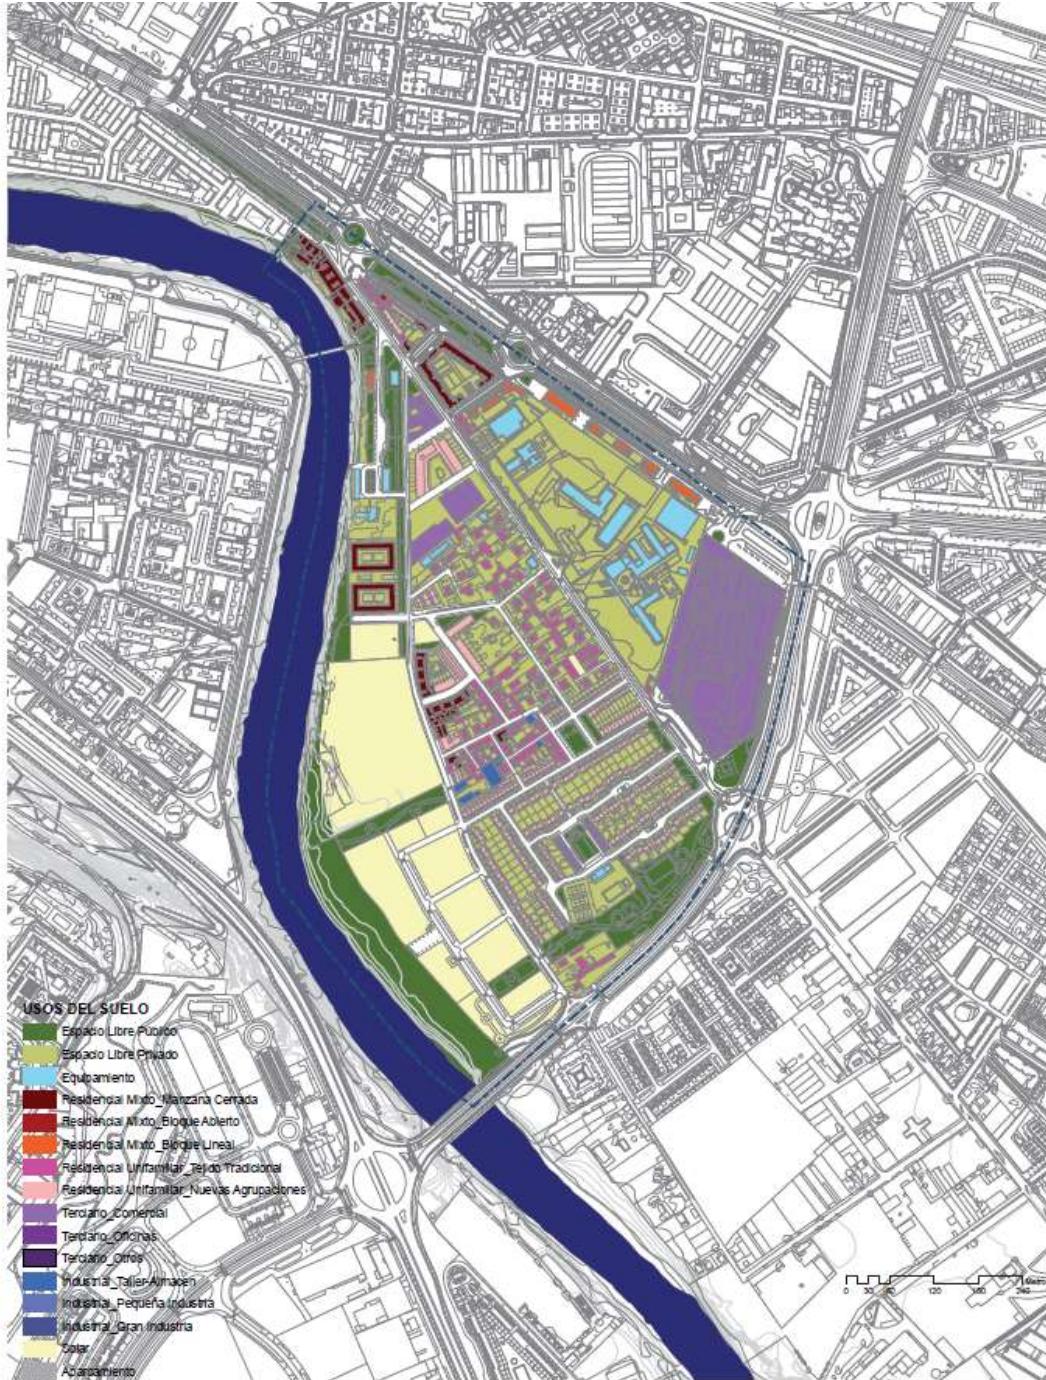 USOS DEL SUELO
Espacio Libre Público
Espacio Libre Privado
Equipamiento
Residencial Mixto_Manzana Cerrada
Residencial Mixto_Bloque Abierto
Residencial Mixto_Bloque Lineal
Residencial Unifamiliar_Tejido Tradicional
Residencial Unifamiliar_Nuevas Agrupaciones
Terciario_Comercial
Terciario_Oficinas
Terciario_Otros
Industrial_Taller-Almacen
Industrial_Pequeña Industria
Industrial_Gran Industria
Solar
Aparcamiento
0 30 60 120 180 240